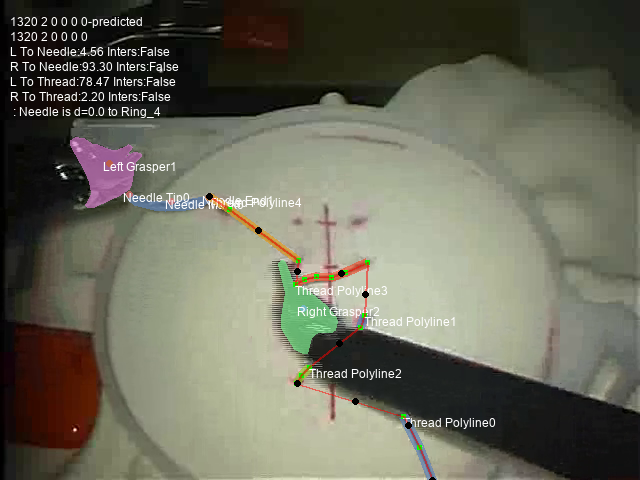 1320 2 0 0 0 0-predicted
1320 2 0 0 0 0
L To Needle:4.56 Inters:False
R To Needle:93.30 Inters:False
L To Thread:78.47 Inters:False
R To Thread:2.20 Inters:False
: Needle is d=0.0 to Ring_4
Left Grasper1
Needle Tip0
Thread Polyline4
Thread Polyline3
Right Grasper2
Thread Polyline1
Thread Polyline2
Thread Polyline0